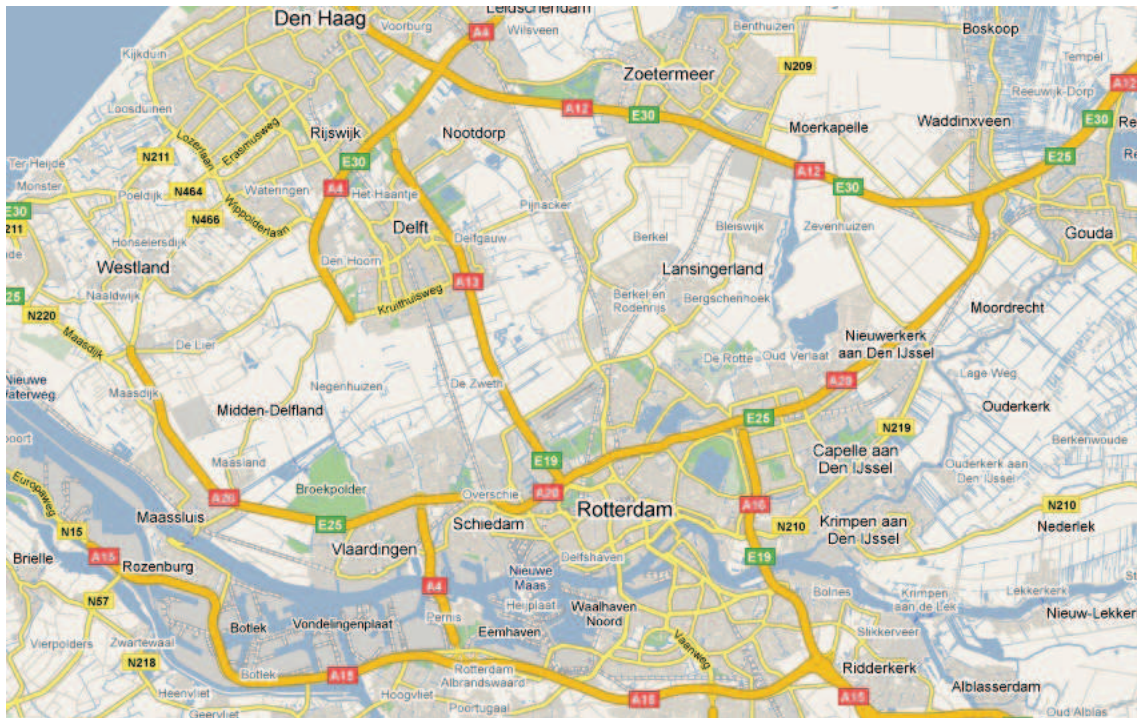 Den Haag
Voorburg
Leidschendam
A4
Wilsveen
Benthuizen
Boskoop
Kijkduin
Zoetermeer
N209
Tempel
Reeuwijk-Dorp
A12
Loosduinen
Lozerlaan
Erasmusweg
Rijswijk
Nootdorp
A12
E30
Moerkapelle
Waddinxveen
E30
Re
N211
Ter Heijde
E30
E25
Monster
Poeldijk
N464
Wateringen
A4
Het-Haantje
A12
E30
E30
211
N466
Wippolderlaan
Pijnacker
Delft
Delfgauw
Berkel
Bleiswijk
Zevenhuizen
Gouda
Honselersdijk
Westland
Den Hoorn
Lansingerland
A13
Kruithuisweg
Naaldwijk
25
N220
Maasdijk
Berkel en
Rodenrijs
Bergschenhoek
Moordrecht
De Lier
Nieuwerkerk
aan Den IJssel
De Rotte
Oud Verlaat
Nieuwe
Waterweg
Maasdijk
Negenhuizen
De Zweth
A20
Lage Weg
Midden-Delfland
Ouderkerk
E25
N219
Berkenwoude
poort
Maasland
E19
Capelle aan
Den IJssel
Ouderkerk aan
Den IJssel
Europaweg
A20
Broekpolder
Overschie
A20
A16
Maassluis
E25
Schiedam
Rotterdam
N210
Krimpen aan
Den IJssel
N210
Nederlek
N15
Vlaardingen
Delfshaven
E19
Brielle
A15
Rozenburg
Nieuwe
Maas
A4
Heijplaat
Waalhaven
Noord
Bolnes
Krimpen
aan de Lek
Lekkerkerk
Nieuw-Lekker
N57
Botlek
Vondelingenplaat
Pernis
Eemhaven
Slikkerveer
Vierpolders
Zwartewaal
N218
Vaanweg
Botlek
A15
Rotterdam
Albrandswaard
Ridderkerk
Heenvliet
Hoogvliet
A15
A15
Alblasserdam
Geervliet
Poortugaal
Oud Alblas